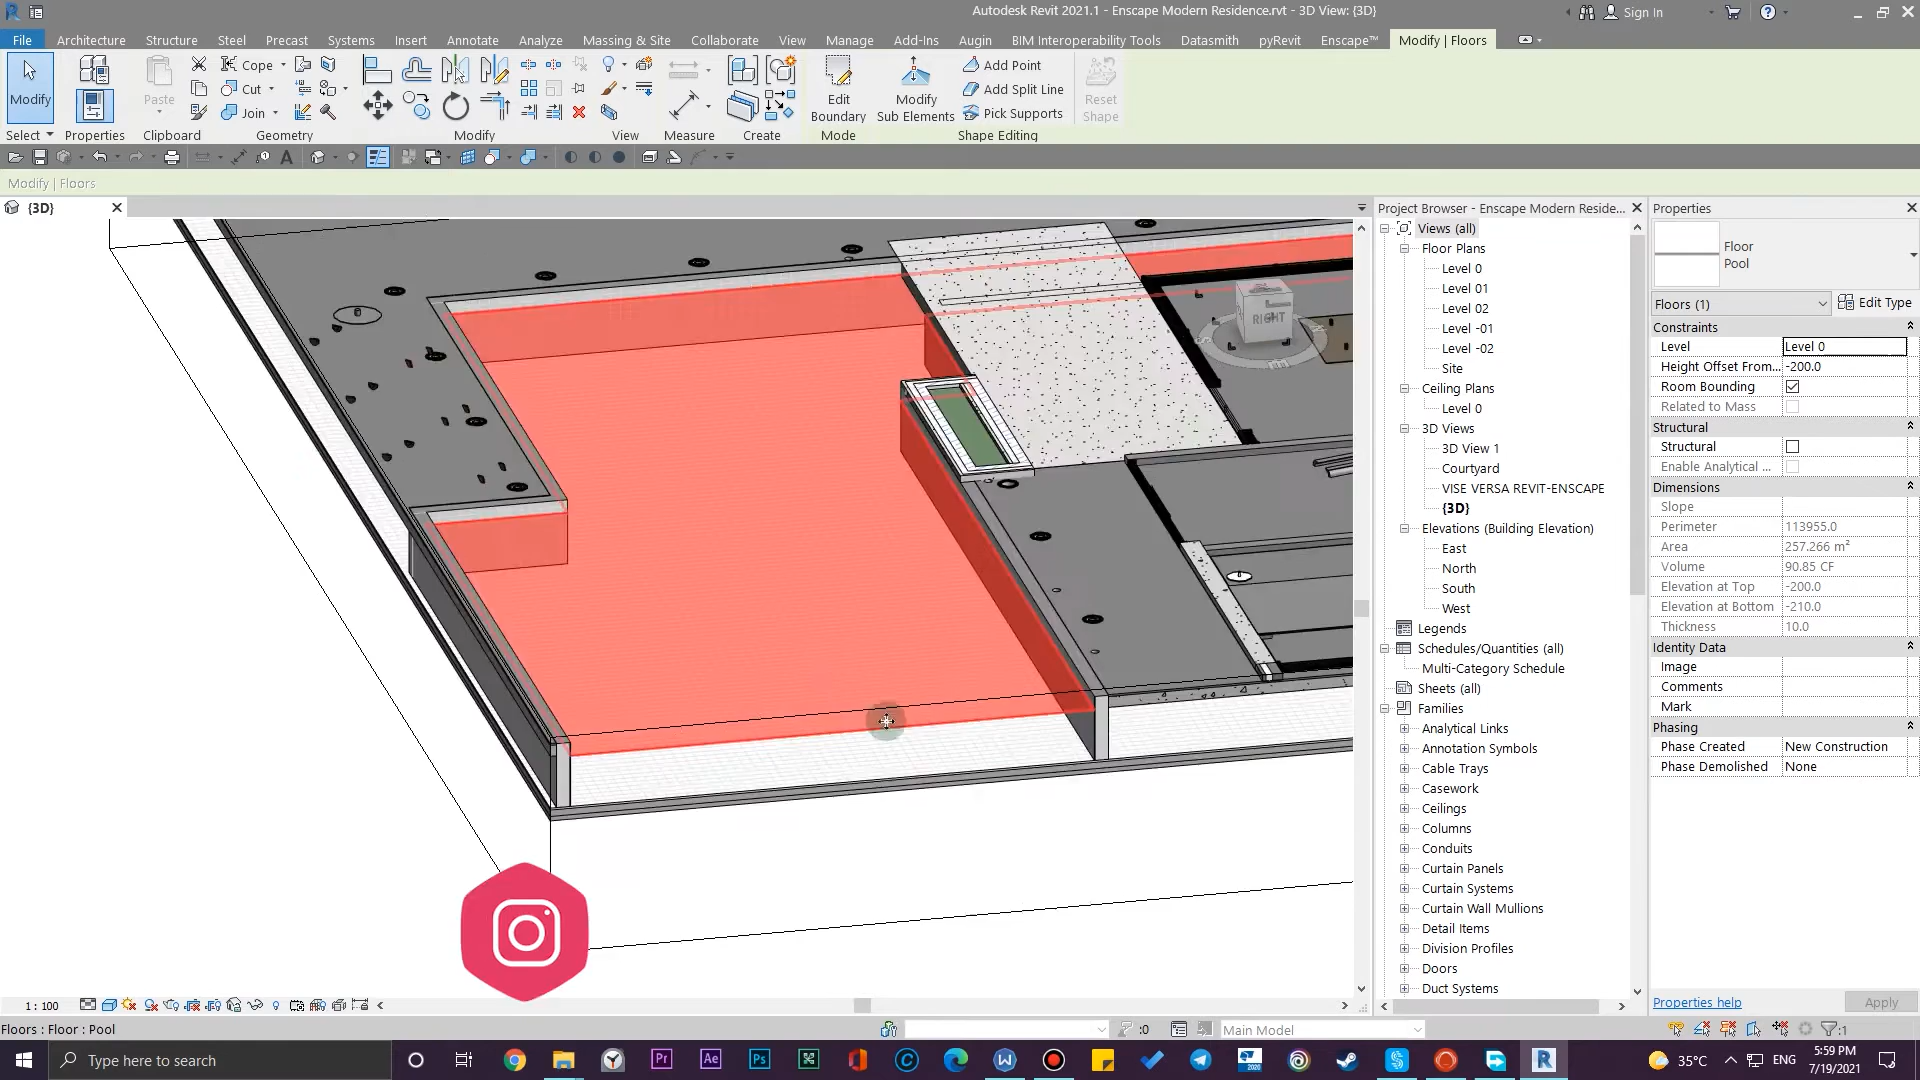 Autodesk Revit 2021.1 - Enscape Modern Residence.rvt - 3D View: {3D}
Sign In
File Architecture Structure Steel Precast Systems Insert Annotate Analyze Massing & Site Collaborate View Manage Add-Ins Augin BIM Interoperability Tools Datasmith pyRevit Enscape™ Modify | Floors
Modify
Paste
Cope
Cut
Join
Edit Boundary
Modify Sub Elements
Add Point
Add Split Line
Pick Supports
Reset Shape
Select Properties Clipboard Geometry Modify View Measure Create Mode Shape Editing
Modify | Floors
{3D}
RIGHT
Project Browser - Enscape Modern Reside...
Views (all)
Floor Plans
Level 0
Level 01
Level 02
Level -01
Level -02
Site
Ceiling Plans
Level 0
3D Views
3D View 1
Courtyard
VISE VERSA REVIT-ENSCAPE
{3D}
Elevations (Building Elevation)
East
North
South
West
Legends
Schedules/Quantities (all)
Multi-Category Schedule
Sheets (all)
Families
Analytical Links
Annotation Symbols
Cable Trays
Casework
Ceilings
Columns
Conduits
Curtain Panels
Curtain Systems
Curtain Wall Mullions
Detail Items
Division Profiles
Doors
Duct Systems
Properties
Floor
Pool
Floors (1) Edit Type
Constraints
Level Level 0
Height Offset From... -200.0
Room Bounding
Related to Mass
Structural
Structural
Enable Analytical ...
Dimensions
Slope
Perimeter 113955.0
Area 257.266 m²
Volume 90.85 CF
Elevation at Top -200.0
Elevation at Bottom -210.0
Thickness 10.0
Identity Data
Image
Comments
Mark
Phasing
Phase Created New Construction
Phase Demolished None
Properties help Apply
1 : 100
Floors : Floor : Pool
:0
Main Model
:1
Type here to search
35°C
ENG
5:59 PM
7/19/2021